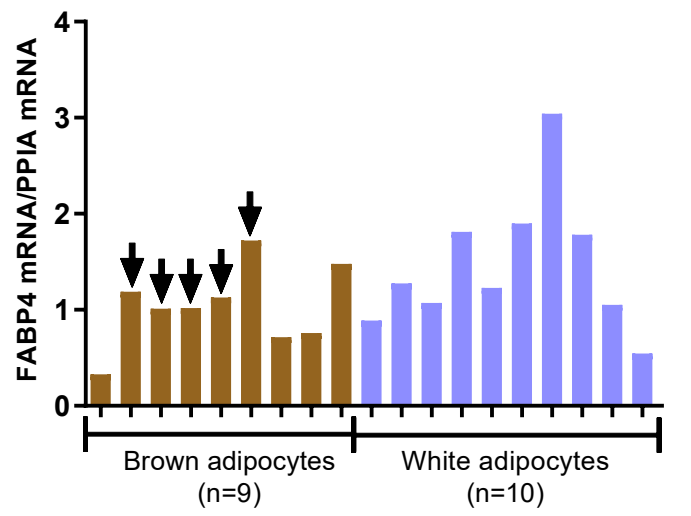 FABP4 mRNA/PPIA mRNA
4
3
2
1
0
Brown adipocytes
(n=9)
White adipocytes
(n=10)